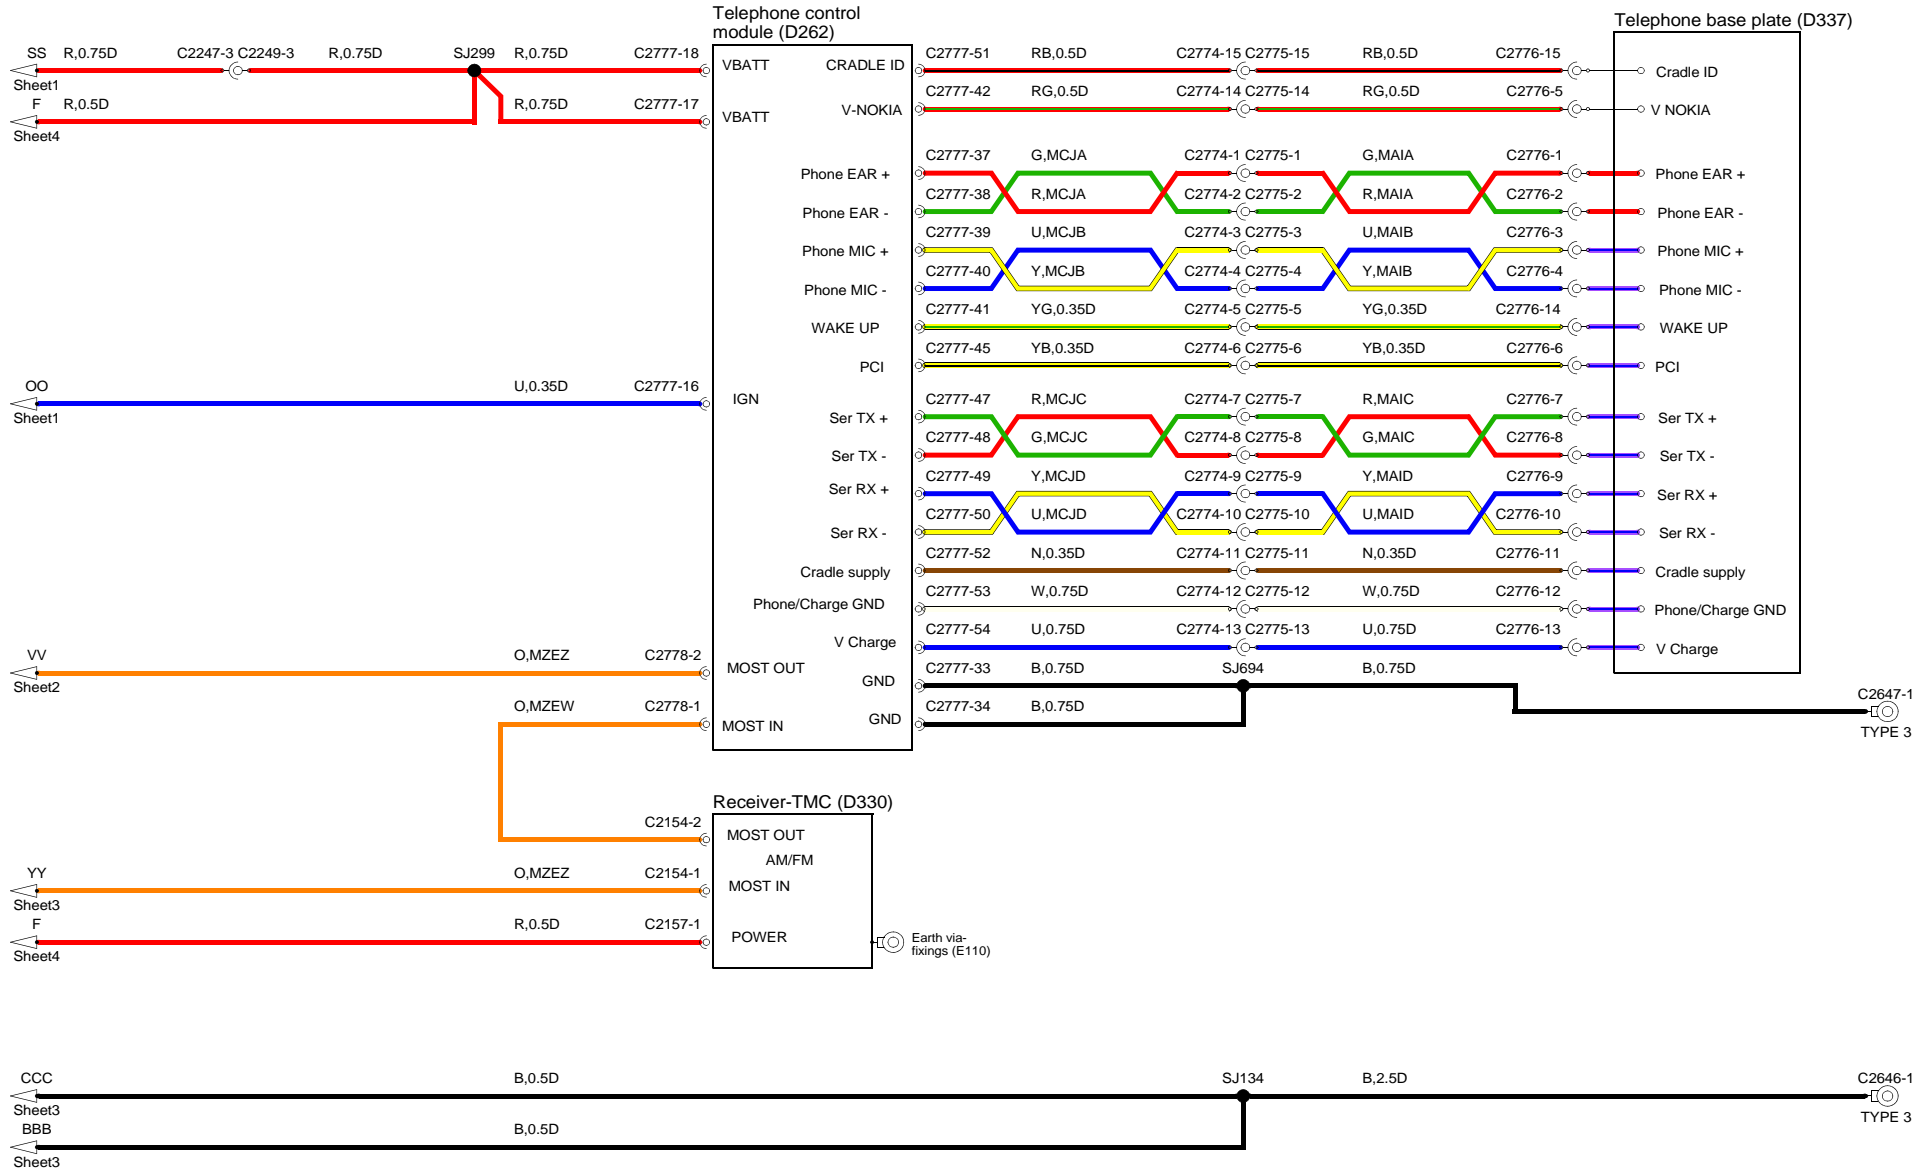 Telephone control
module (D262)
Telephone base plate (D337)
SS R,0.75D C2247-3 C2249-3 R,0.75D SJ299 R,0.75D C2777-18
Sheet1
F R,0.5D R,0.75D C2777-17
Sheet4
OO U,0.35D C2777-16
Sheet1
VV O,MZEZ C2778-2
Sheet2
O,MZEW C2778-1
VBATT
VBATT
IGN
MOST OUT
MOST IN
CRADLE ID
V-NOKIA
Phone EAR +
Phone EAR -
Phone MIC +
Phone MIC -
WAKE UP
PCI
Ser TX +
Ser TX -
Ser RX +
Ser RX -
Cradle supply
Phone/Charge GND
V Charge
GND
GND
C2777-51 RB,0.5D C2774-15 C2775-15 RB,0.5D C2776-15
C2777-42 RG,0.5D C2774-14 C2775-14 RG,0.5D C2776-5
C2777-37 G,MCJA C2774-1 C2775-1 G,MAIA C2776-1
C2777-38 R,MCJA C2774-2 C2775-2 R,MAIA C2776-2
C2777-39 U,MCJB C2774-3 C2775-3 U,MAIB C2776-3
C2777-40 Y,MCJB C2774-4 C2775-4 Y,MAIB C2776-4
C2777-41 YG,0.35D C2774-5 C2775-5 YG,0.35D C2776-14
C2777-45 YB,0.35D C2774-6 C2775-6 YB,0.35D C2776-6
C2777-47 R,MCJC C2774-7 C2775-7 R,MAIC C2776-7
C2777-48 G,MCJC C2774-8 C2775-8 G,MAIC C2776-8
C2777-49 Y,MCJD C2774-9 C2775-9 Y,MAID C2776-9
C2777-50 U,MCJD C2774-10 C2775-10 U,MAID C2776-10
C2777-52 N,0.35D C2774-11 C2775-11 N,0.35D C2776-11
C2777-53 W,0.75D C2774-12 C2775-12 W,0.75D C2776-12
C2777-54 U,0.75D C2774-13 C2775-13 U,0.75D C2776-13
C2777-33 B,0.75D SJ694 B,0.75D
C2777-34 B,0.75D
Cradle ID
V NOKIA
Phone EAR +
Phone EAR -
Phone MIC +
Phone MIC -
WAKE UP
PCI
Ser TX +
Ser TX -
Ser RX +
Ser RX -
Cradle supply
Phone/Charge GND
V Charge
C2647-1
TYPE 3
Receiver-TMC (D330)
C2154-2
MOST OUT
AM/FM
YY O,MZEZ C2154-1
MOST IN
Sheet3
F R,0.5D C2157-1
POWER
Sheet4
Earth via-
fixings (E110)
CCC B,0.5D SJ134 B,2.5D C2646-1
Sheet3
TYPE 3
BBB B,0.5D
Sheet3